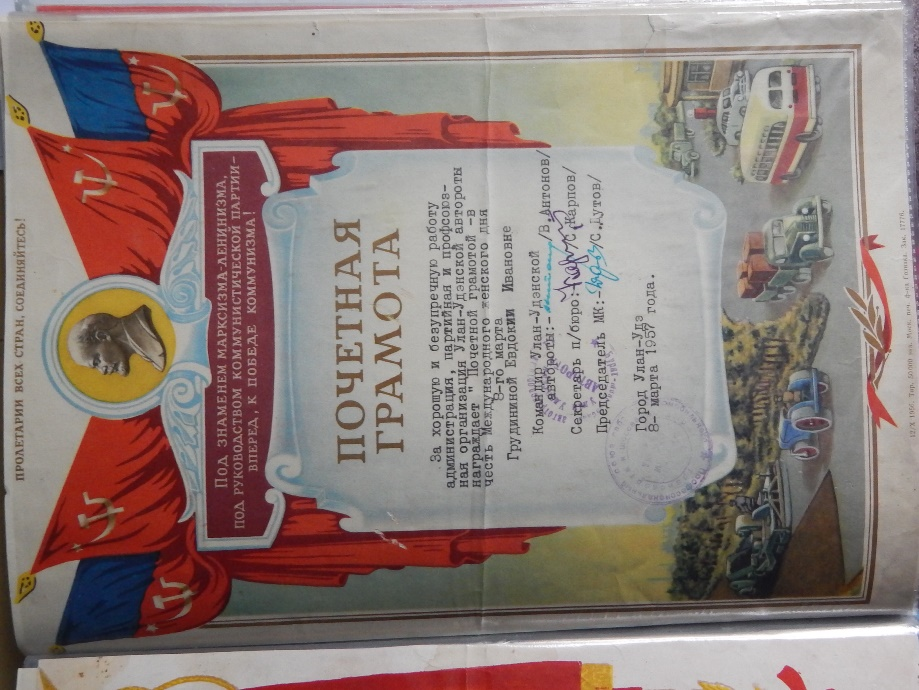 ПРОЛЕТАРИИ ВСЕХ СТРАН, СОЕДИНЯЙТЕСЬ!
ПОД ЗНАМЕНЕМ МАРКСИЗМА-ЛЕНИНИЗМА,
ПОД РУКОВОДСТВОМ КОММУНИСТИЧЕСКОЙ ПАРТИИ-
ВПЕРЕД, К ПОБЕДЕ КОММУНИЗМА!
ПОЧЕТНАЯ
ГРАМОТА
За хорошую и безупречную работу
администрация, партийная и профсоюз-
ная организация Улан-Удэнской автороты
награждает" Почетной грамотой -в
честь Международного женского дня
8-го марта
Грудининой Евдокии Ивановне
Командир Улан-Удэнской
автороты:- /В.Антонов/
Секретарь п/бюро: /С.Карпов/
Председатель МК:- /С.Дутов/
Город Улан-Удэ
8-марта 1957 года.